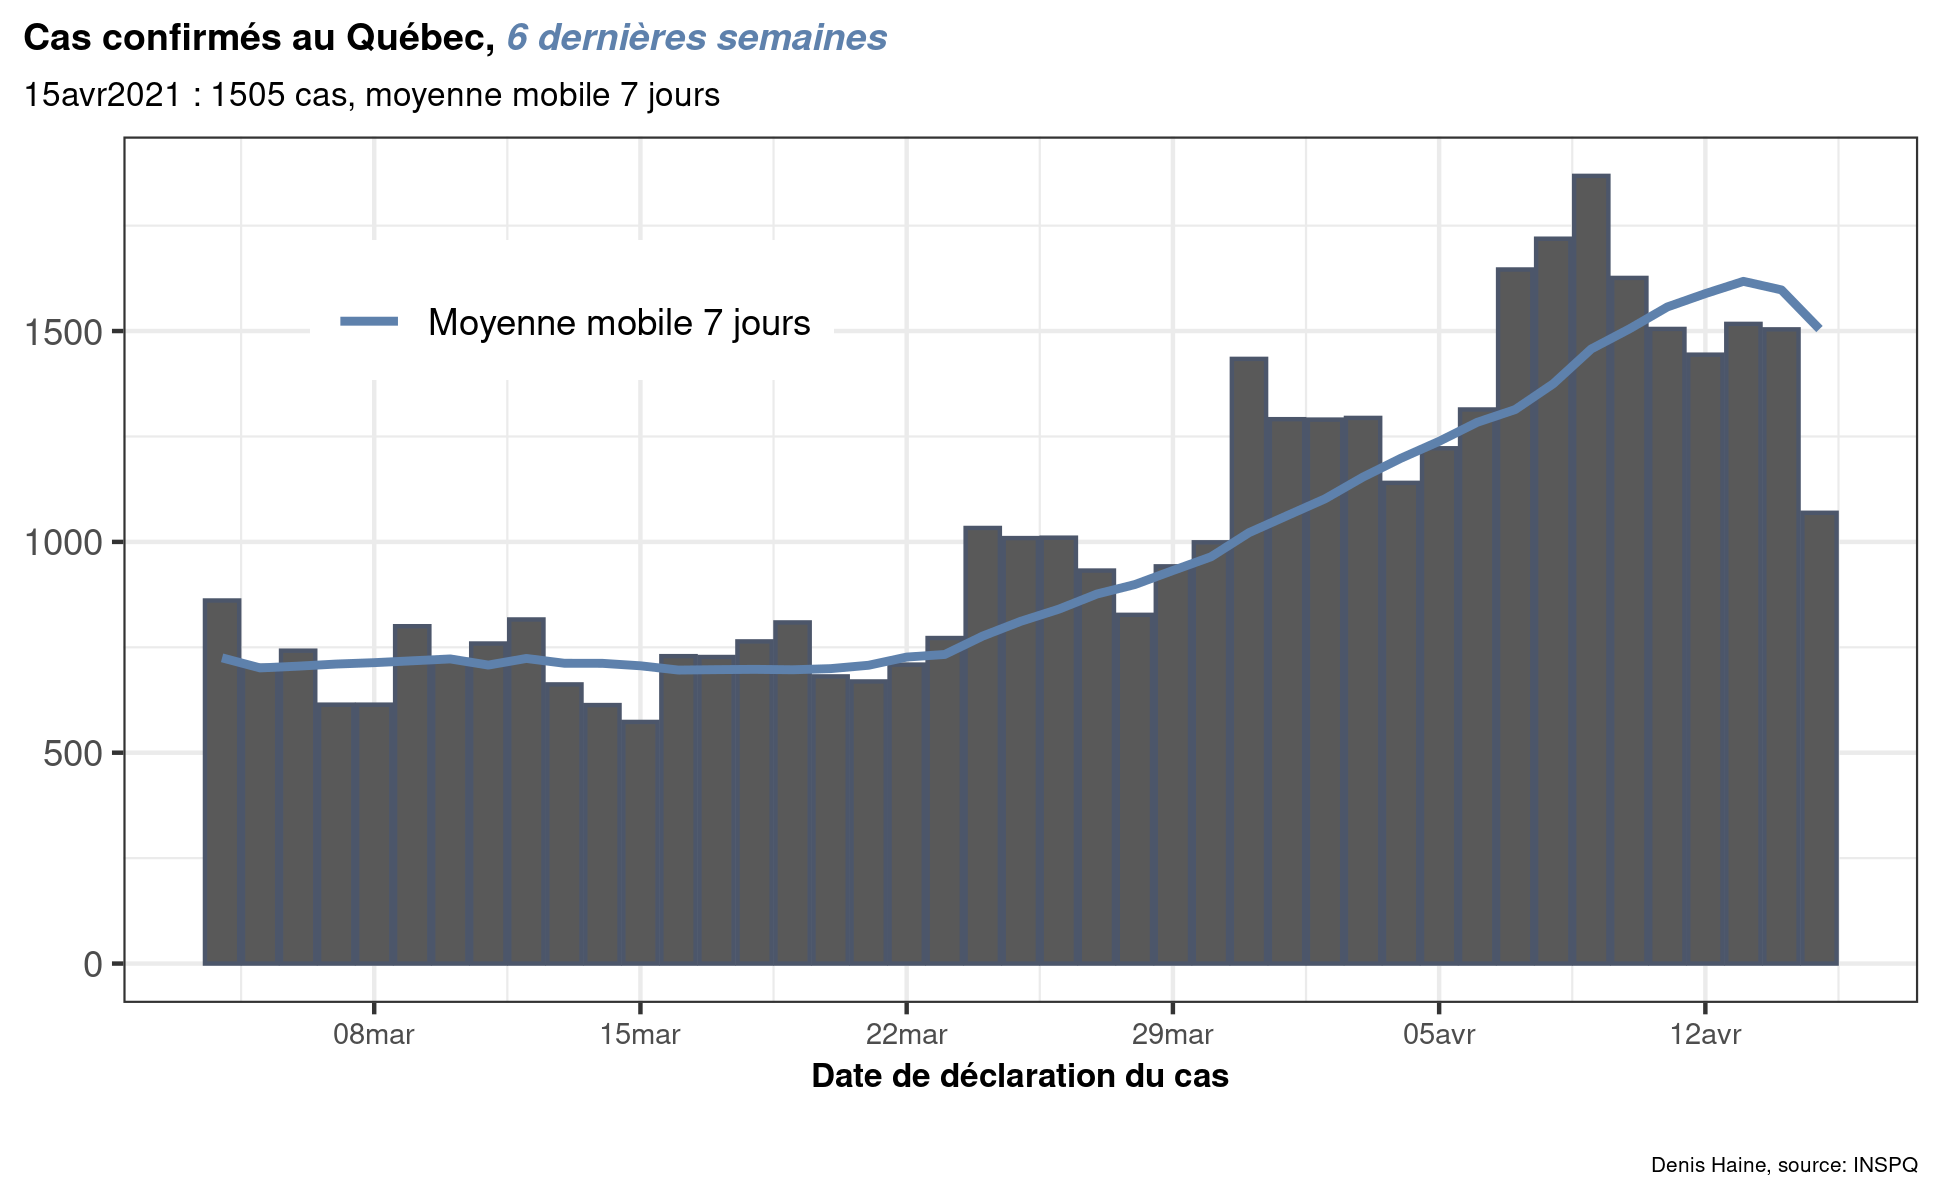 Cas confirmés au Québec, 6 dernières semaines
15avr2021 : 1505 cas, moyenne mobile 7 jours
Moyenne mobile 7 jours
1500
1000
500
0
08mar 15mar 22mar 29mar 05avr 12avr
Date de déclaration du cas
Denis Haine, source: INSPQ